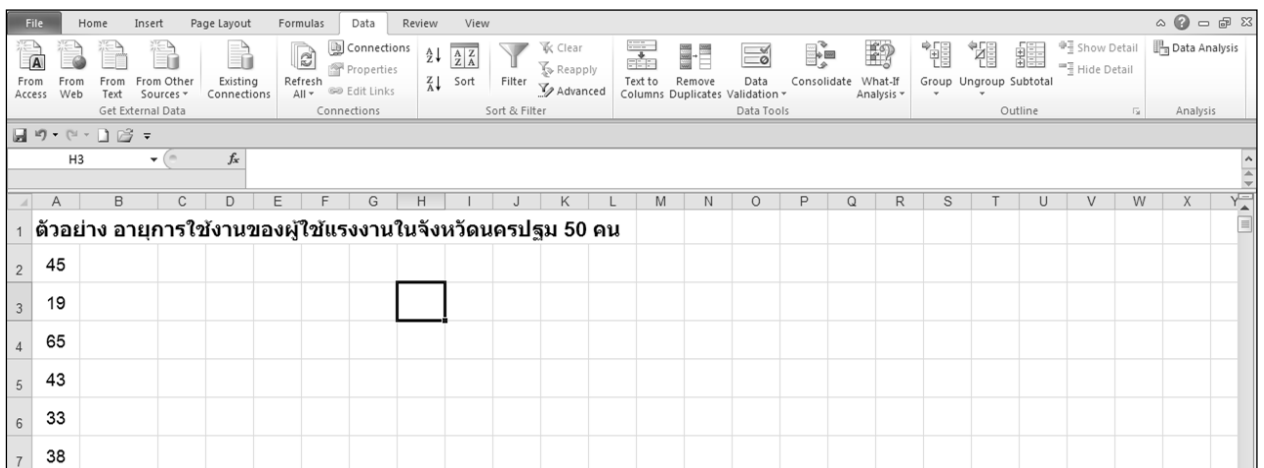 File Home Insert Page Layout Formulas Data Review View
Connections Clear Show Detail Data Analysis
Properties Reapply Hide Detail
Edit Links Advanced
From Access From Web From Text From Other Sources Existing Connections Refresh All Sort Filter Text to Columns Remove Duplicates Data Validation Consolidate What-If Analysis Group Ungroup Subtotal
Get External Data Connections Sort & Filter Data Tools Outline Analysis
H3 fx
A B C D E F G H I J K L M N O P Q R S T U V W X Y
1 ตัวอย่าง อายุการใช้งานของผู้ใช้แรงงานในจังหวัดนครปฐม 50 คน
2 45
3 19
4 65
5 43
6 33
7 38